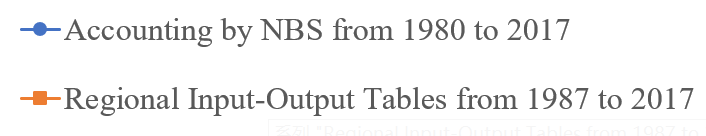 Accounting by NBS from 1980 to 2017
Regional Input-Output Tables from 1987 to 2017
系列 "Regional Input-Output Tables from 1987 to